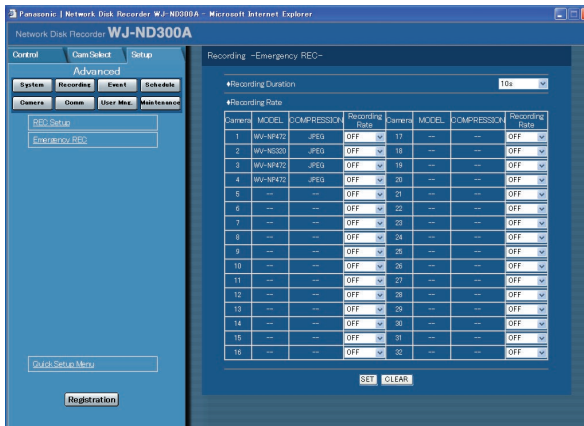 Panasonic | Network Disk Recorder WJ-ND300A - Microsoft Internet Explorer
Network Disk Recorder WJ-ND300A
Control Cam Select Setup
Advanced
System Recording Event Schedule
Camera Comm User Mng. Maintenance
REC Setup
Emergency REC
Quick Setup Menu
Registration
Recording -Emergency REC-
♦Recording Duration 10s
♦Recording Rate
Camera MODEL COMPRESSION Recording Rate Camera MODEL COMPRESSION Recording Rate
1 WV-NP472 JPEG OFF 17 -- -- OFF
2 WV-NS320 JPEG OFF 18 -- -- OFF
3 WV-NP472 JPEG OFF 19 -- -- OFF
4 WV-NP472 JPEG OFF 20 -- -- OFF
5 -- -- OFF 21 -- -- OFF
6 -- -- OFF 22 -- -- OFF
7 -- -- OFF 23 -- -- OFF
8 -- -- OFF 24 -- -- OFF
9 -- -- OFF 25 -- -- OFF
10 -- -- OFF 26 -- -- OFF
11 -- -- OFF 27 -- -- OFF
12 -- -- OFF 28 -- -- OFF
13 -- -- OFF 29 -- -- OFF
14 -- -- OFF 30 -- -- OFF
15 -- -- OFF 31 -- -- OFF
16 -- -- OFF 32 -- -- OFF
SET CLEAR